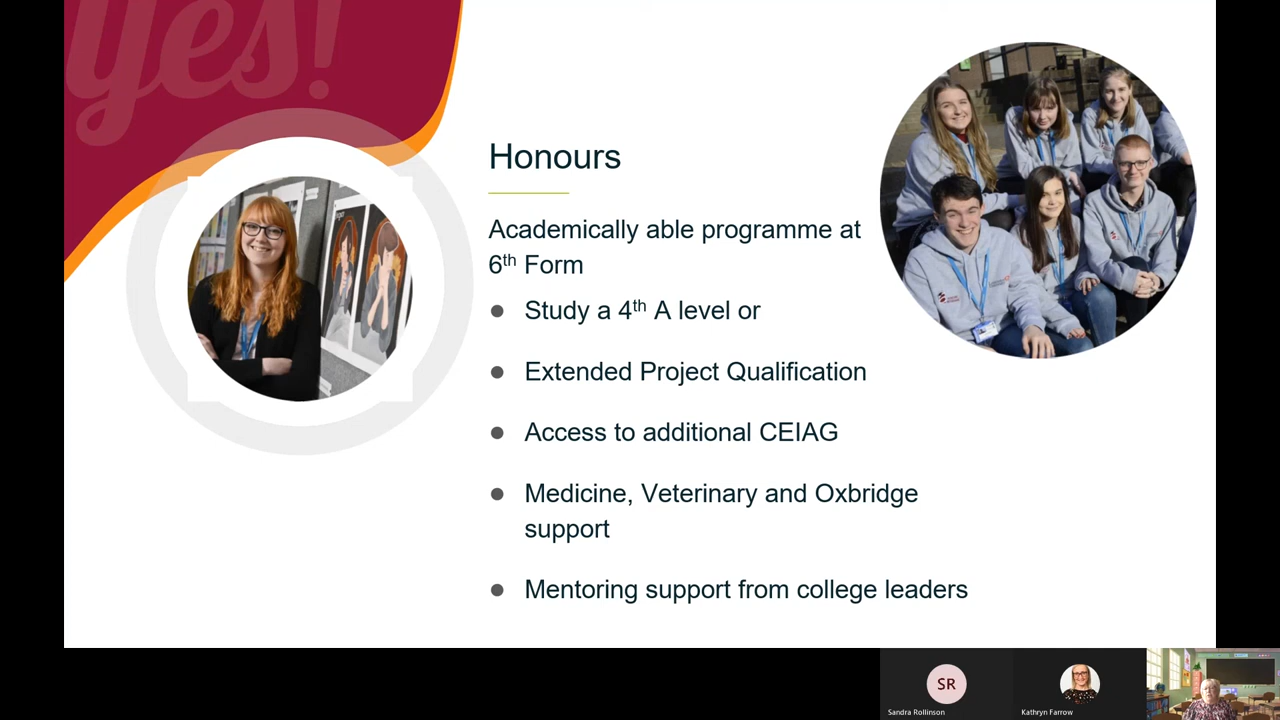 yes!
Honours
Academically able programme at
6th Form
● Study a 4th A level or
● Extended Project Qualification
● Access to additional CEIAG
● Medicine, Veterinary and Oxbridge
support
● Mentoring support from college leaders
SR
Sandra Rollinson
Kathryn Farrow